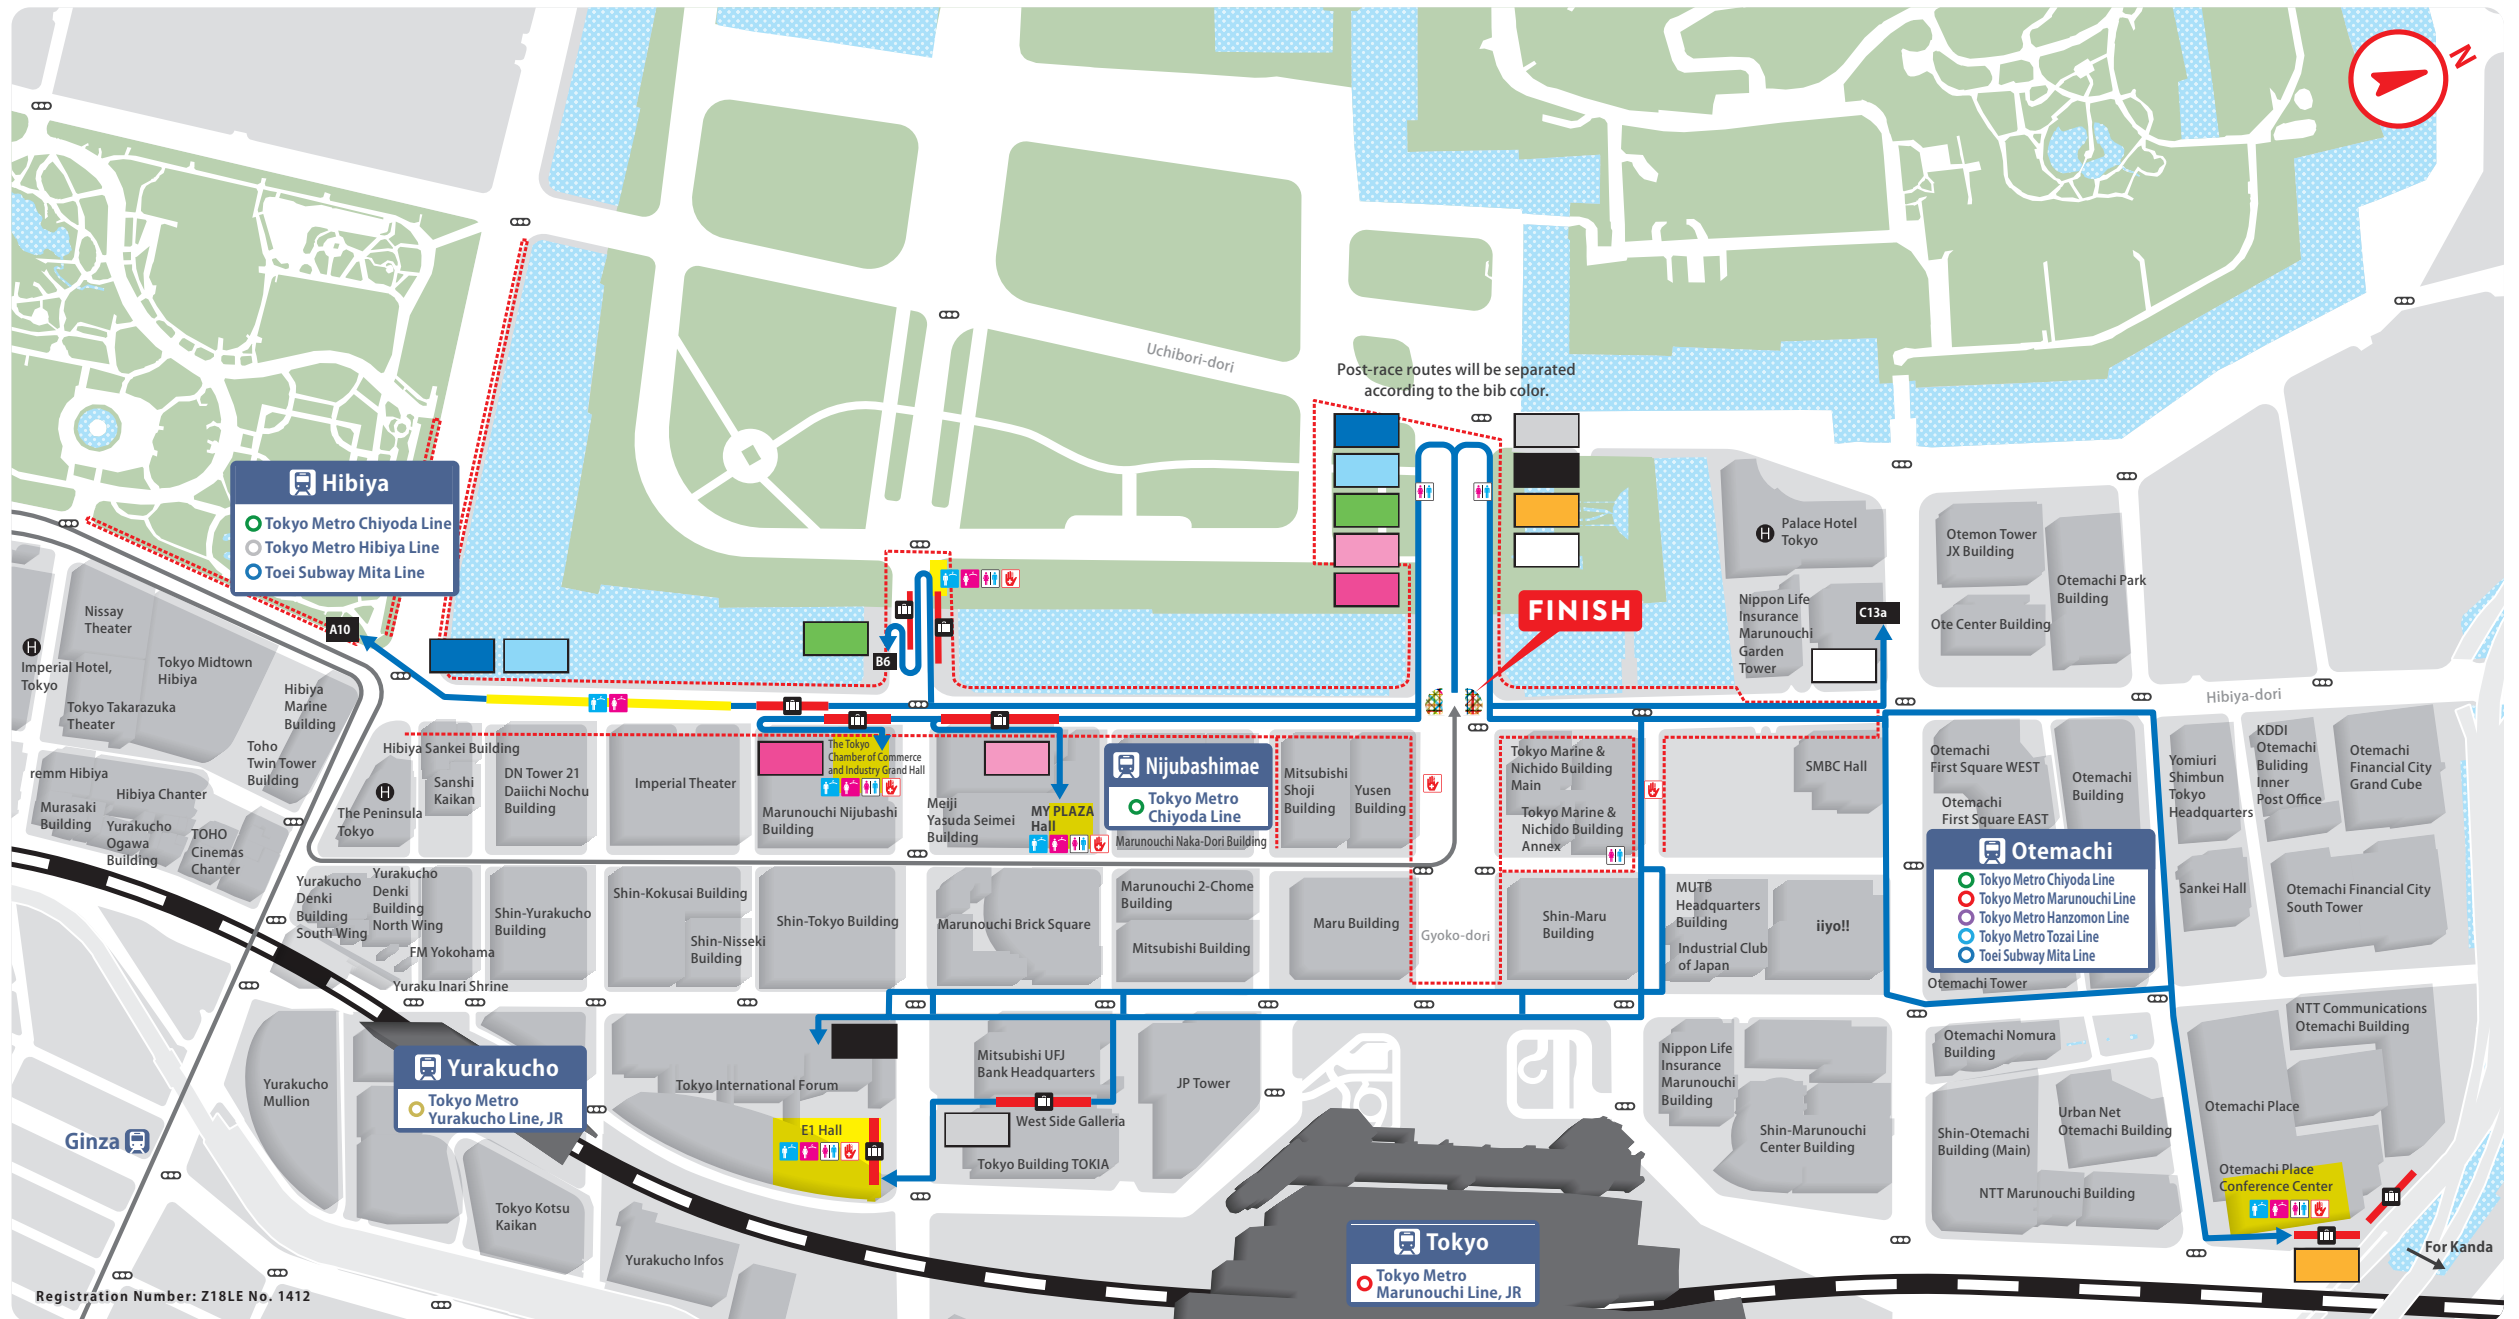 N
Uchibori-dori
Post-race routes will be separated
according to the bib color.
Hibiya
Tokyo Metro Chiyoda Line
Tokyo Metro Hibiya Line
Toei Subway Mita Line
A10
B6
C13a
FINISH
H
Palace Hotel
Tokyo
Nippon Life
Insurance
Marunouchi
Garden
Tower
Otemon Tower
JX Building
Otemachi Park
Building
Ote Center Building
Hibiya-dori
Nissay
Theater
H
Imperial Hotel,
Tokyo
Tokyo Midtown
Hibiya
Tokyo Takarazuka
Theater
Hibiya
Marine
Building
Toho
Twin Tower
Building
remm Hibiya
Hibiya Chanter
Murasaki
Building
Yurakucho
Ogawa
Building
TOHO
Cinemas
Chanter
Hibiya Sankei Building
H
The Peninsula
Tokyo
Sanshi
Kaikan
DN Tower 21
Daiichi Nochu
Building
Imperial Theater
The Tokyo
Chamber of Commerce
and Industry Grand Hall
Marunouchi Nijubashi
Building
Meiji
Yasuda Seimei
Building
MY PLAZA
Hall
Nijubashimae
Tokyo Metro
Chiyoda Line
Marunouchi Naka-Dori Building
Mitsubishi
Shoji
Building
Yusen
Building
Tokyo Marine &
Nichido Building
Main
Tokyo Marine &
Nichido Building
Annex
SMBC Hall
Otemachi
First Square WEST
Otemachi
First Square EAST
Otemachi
Building
Yomiuri
Shimbun
Tokyo
Headquarters
KDDI
Otemachi
Buliding
Inner
Post Office
Otemachi
Financial City
Grand Cube
Otemachi
Tokyo Metro Chiyoda Line
Tokyo Metro Marunouchi Line
Tokyo Metro Hanzomon Line
Tokyo Metro Tozai Line
Toei Subway Mita Line
Otemachi Tower
Sankei Hall
Otemachi Financial City
South Tower
Yurakucho
Denki
Building
South Wing
Yurakucho
Denki
Building
North Wing
FM Yokohama
Yuraku Inari Shrine
Shin-Yurakucho
Building
Shin-Kokusai Building
Shin-Nisseki
Building
Shin-Tokyo Building
Marunouchi Brick Square
Marunouchi 2-Chome
Building
Mitsubishi Building
Maru Building
Gyoko-dori
Shin-Maru
Building
MUTB
Headquarters
Building
Industrial Club
of Japan
iiyo!!
Yurakucho
Mullion
Yurakucho
Tokyo Metro
Yurakucho Line, JR
Ginza
Tokyo International Forum
E1 Hall
Mitsubishi UFJ
Bank Headquarters
West Side Galleria
Tokyo Building TOKIA
JP Tower
Nippon Life
Insurance
Marunouchi
Building
Shin-Marunouchi
Center Building
Otemachi Nomura
Building
Shin-Otemachi
Building (Main)
Urban Net
Otemachi Building
NTT Marunouchi Building
NTT Communications
Otemachi Building
Otemachi Place
Otemachi Place
Conference Center
For Kanda
Tokyo Kotsu
Kaikan
Yurakucho Infos
Tokyo
Tokyo Metro
Marunouchi Line, JR
Registration Number: Z18LE No. 1412